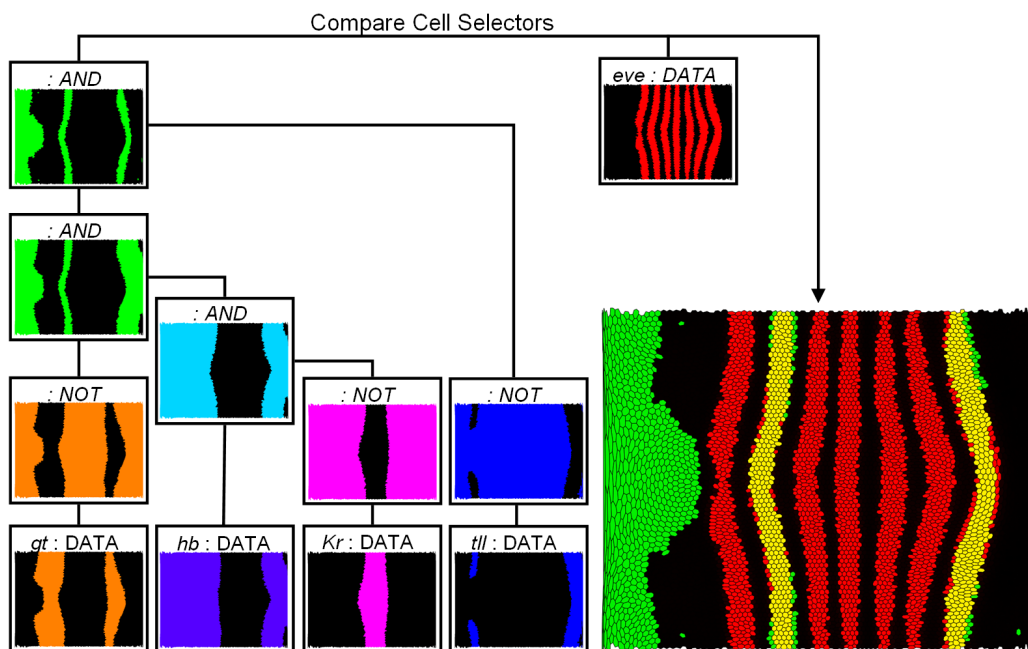 Compare Cell Selectors
: AND
eve : DATA
: AND
: AND
: NOT
: NOT
: NOT
gt : DATA
hb : DATA
Kr : DATA
tll : DATA